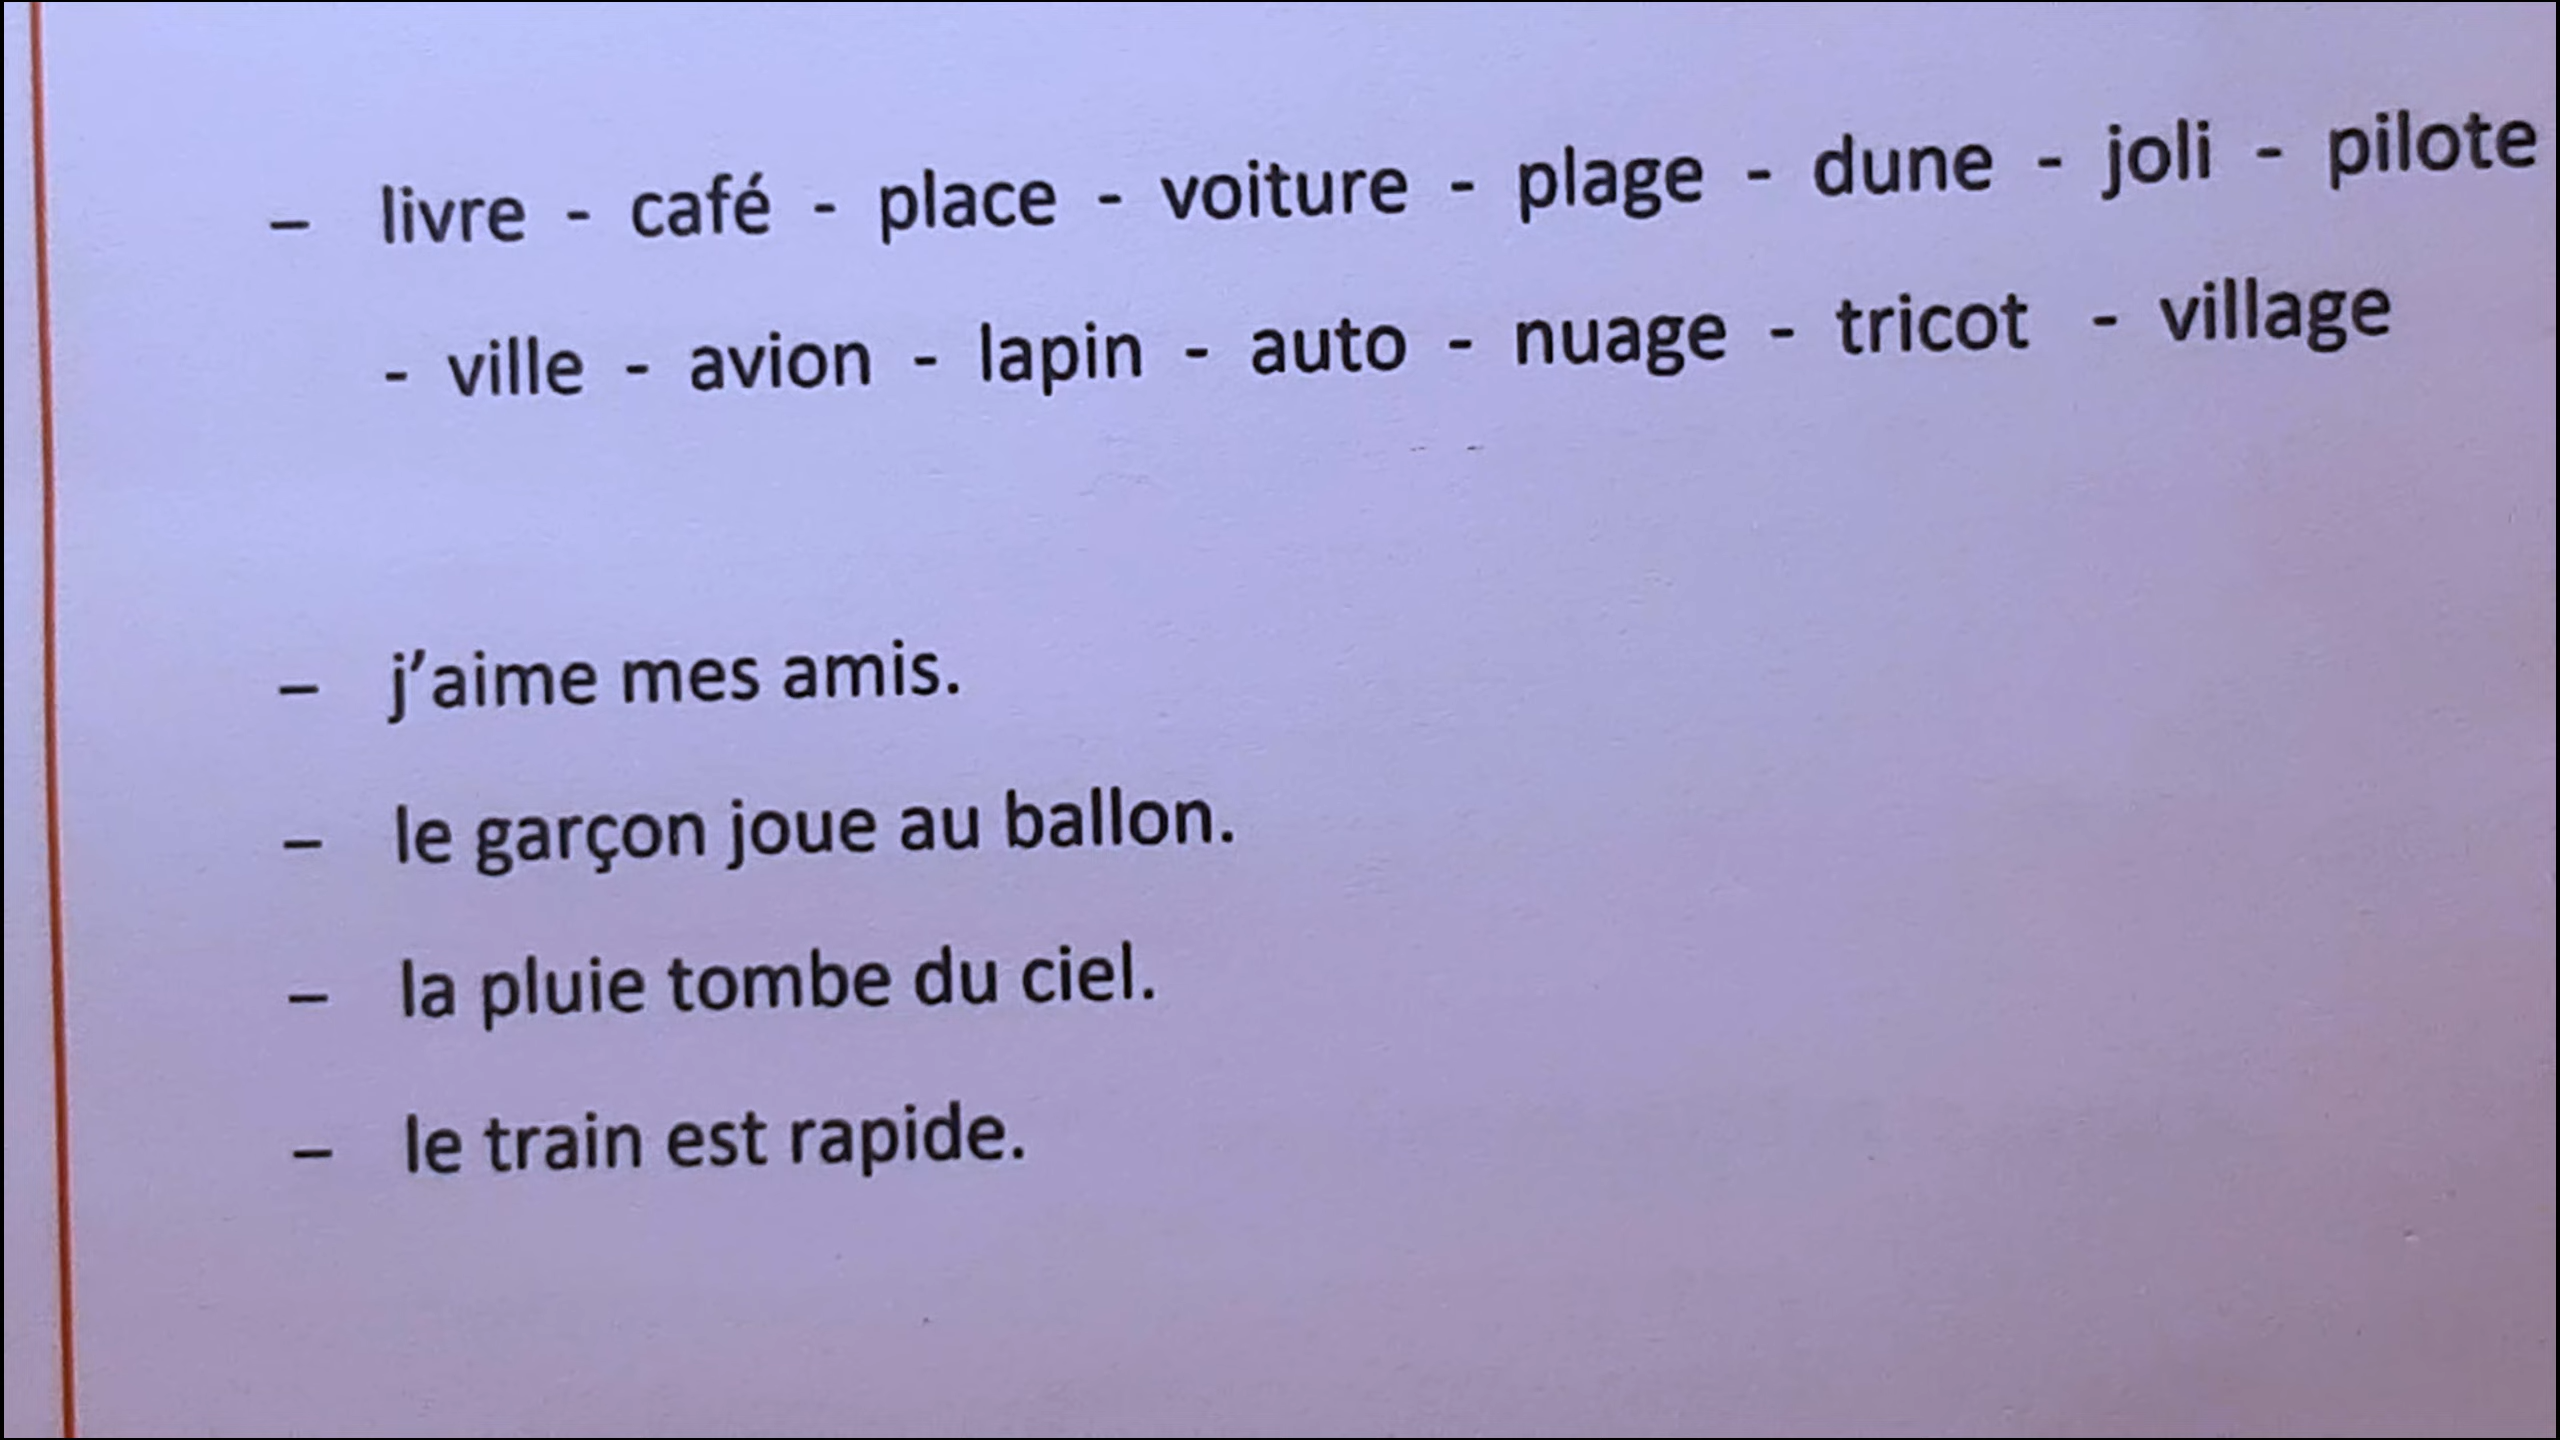 – livre - café - place - voiture - plage - dune - joli - pilote
- ville - avion - lapin - auto - nuage - tricot - village
– j’aime mes amis.
– le garçon joue au ballon.
– la pluie tombe du ciel.
– le train est rapide.